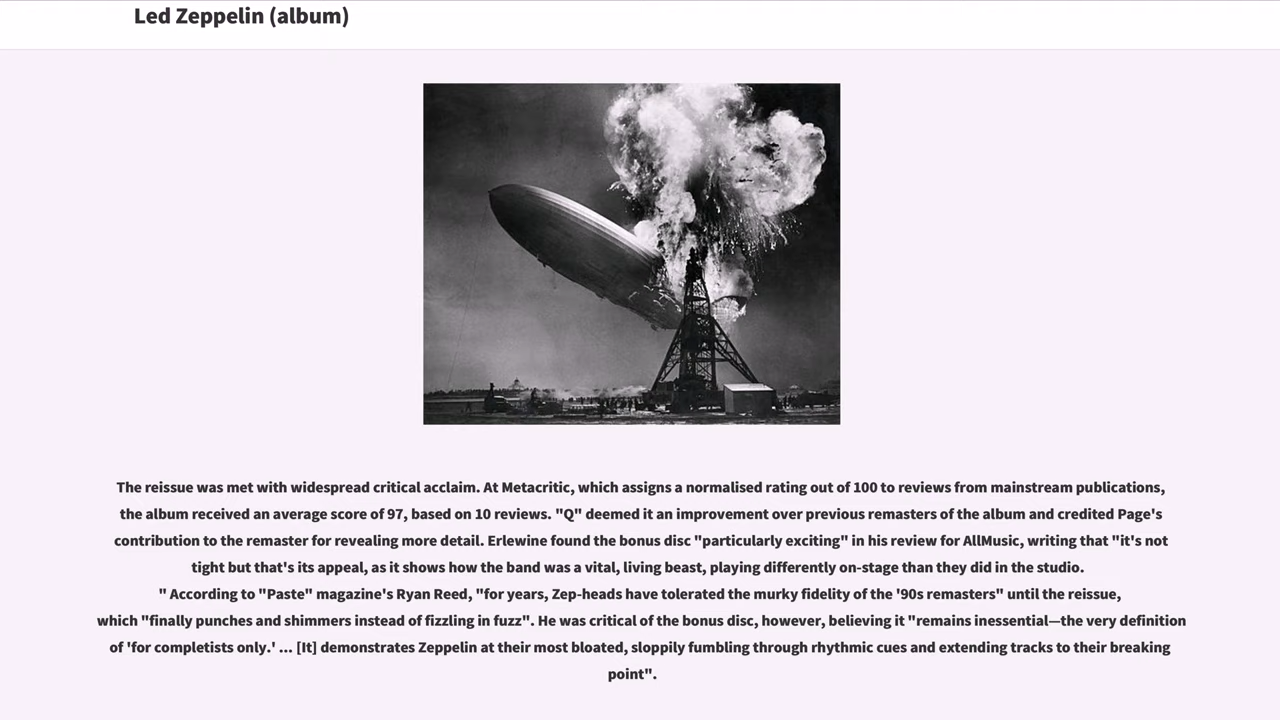 Led Zeppelin (album)
The reissue was met with widespread critical acclaim. At Metacritic, which assigns a normalised rating out of 100 to reviews from mainstream publications,
the album received an average score of 97, based on 10 reviews. "Q" deemed it an improvement over previous remasters of the album and credited Page's
contribution to the remaster for revealing more detail. Erlewine found the bonus disc "particularly exciting" in his review for AllMusic, writing that "it's not
tight but that's its appeal, as it shows how the band was a vital, living beast, playing differently on-stage than they did in the studio.
" According to "Paste" magazine's Ryan Reed, "for years, Zep-heads have tolerated the murky fidelity of the '90s remasters" until the reissue,
which "finally punches and shimmers instead of fizzling in fuzz". He was critical of the bonus disc, however, believing it "remains inessential—the very definition
of 'for completists only.' ... [It] demonstrates Zeppelin at their most bloated, sloppily fumbling through rhythmic cues and extending tracks to their breaking
point".